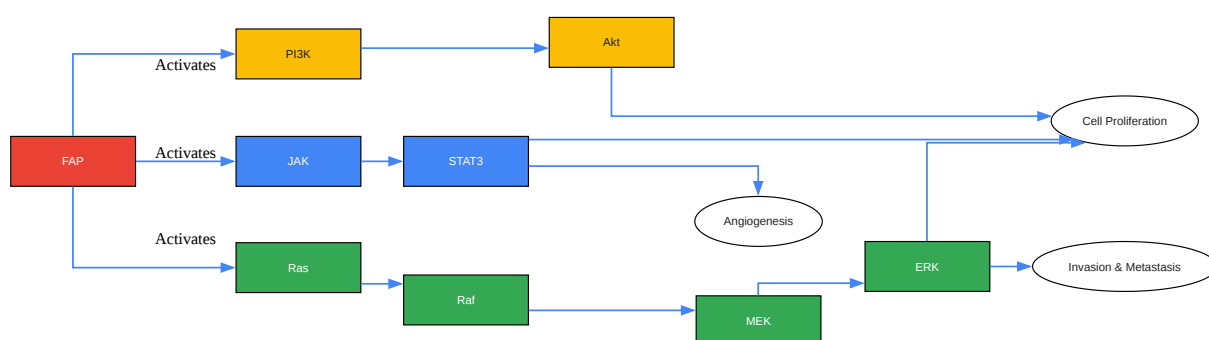 Akt
PI3K
Activates
Cell Proliferation
FAP
Activates
JAK
STAT3
Angiogenesis
Activates
Ras
Raf
MEK
ERK
Invasion & Metastasis